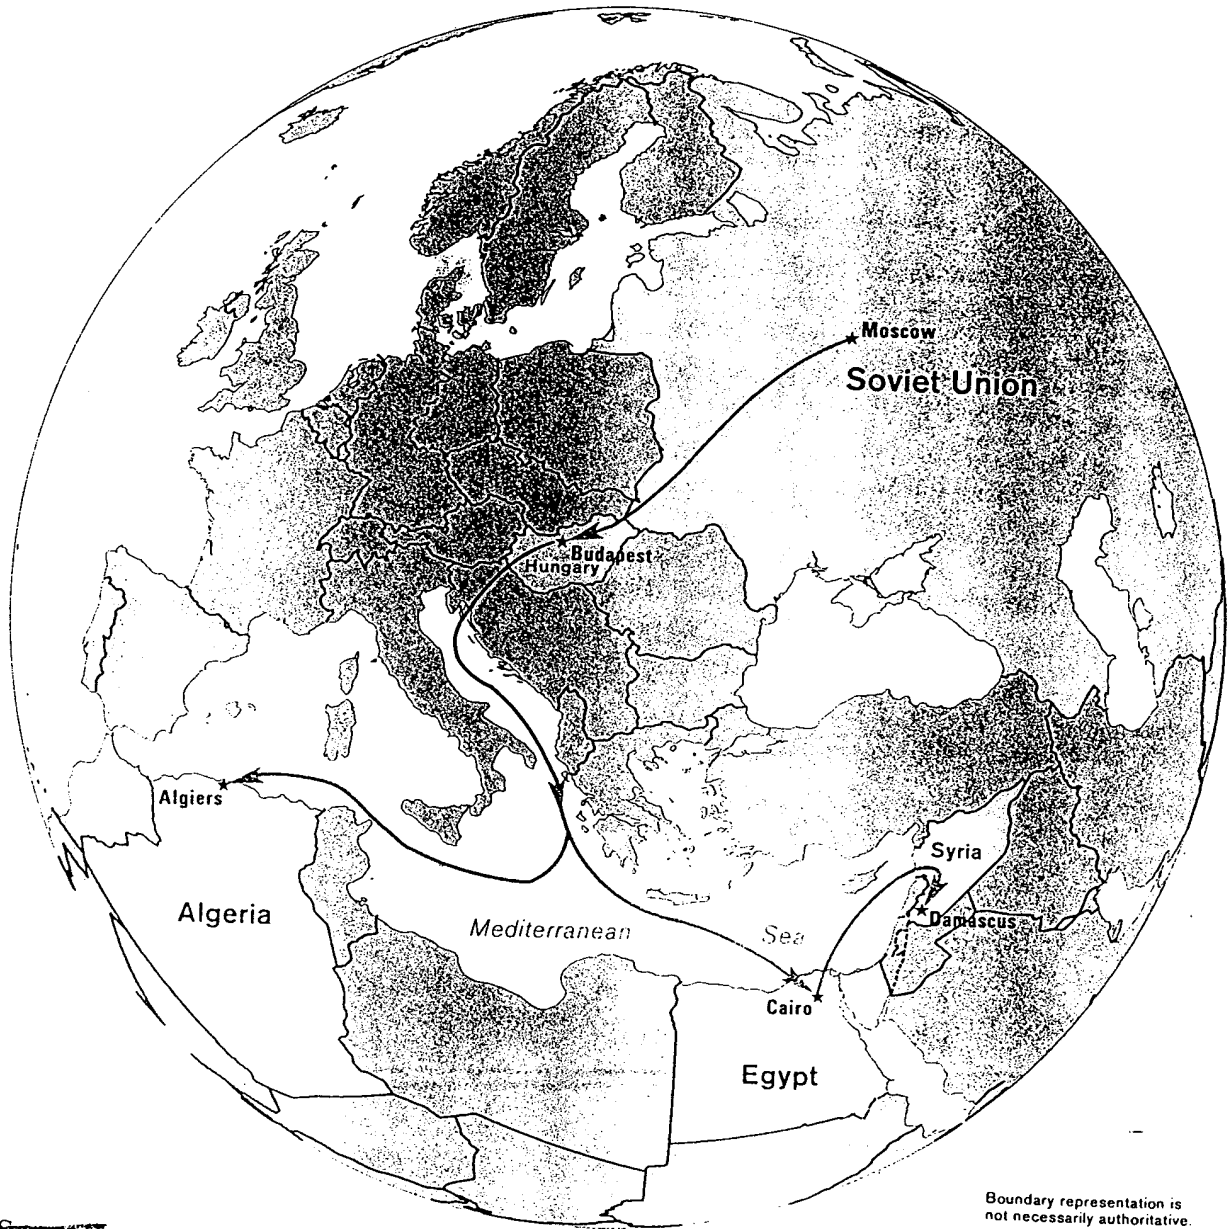 Moscow
Soviet Union
Budapest
Hungary
Algiers
Syria
Algeria
Damascus
Mediterranean
Sea
Cairo
Egypt
Boundary representation is
not necessarily authoritative.